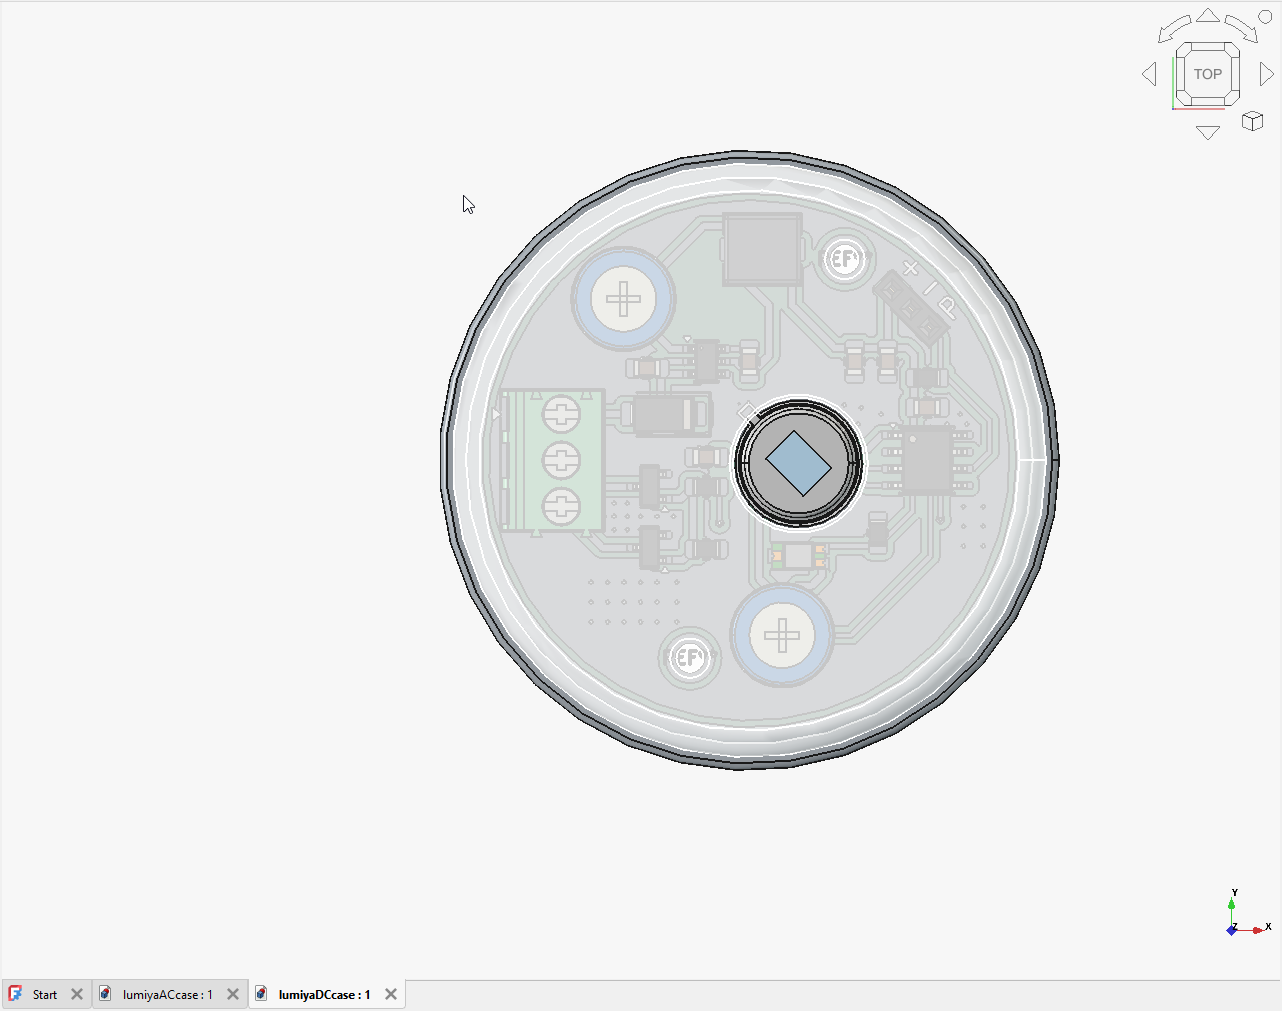 TOP
X I P
Y
Z
X
Start
lumiyaACcase : 1
lumiyaDCcase : 1